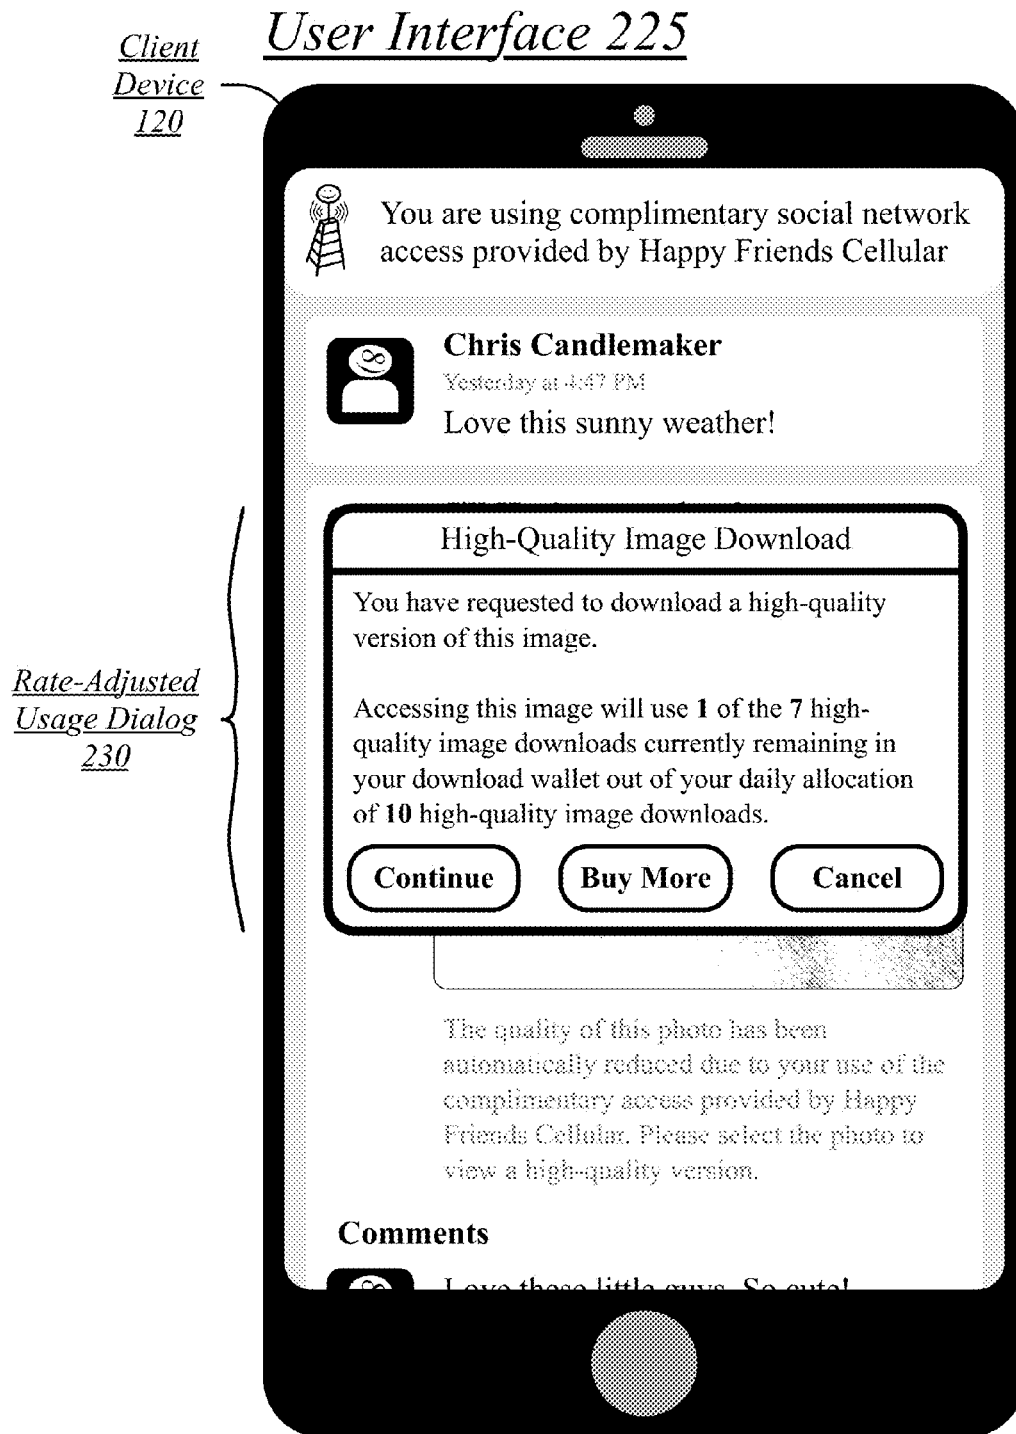 User Interface 225
Client
Device
120
You are using complimentary social network
access provided by Happy Friends Cellular
Chris Candlemaker
Yesterday at 4:47 PM
Love this sunny weather!
High-Quality Image Download
You have requested to download a high-quality
version of this image.
Accessing this image will use 1 of the 7 high-
quality image downloads currently remaining in
your download wallet out of your daily allocation
of 10 high-quality image downloads.
Continue
Buy More
Cancel
Rate-Adjusted
Usage Dialog
230
The quality of this photo has been
automatically reduced due to your use of the
complimentary access provided by Happy
Friends Cellular. Please select the photo to
view a high-quality version.
Comments
Love these little guys. So cute!